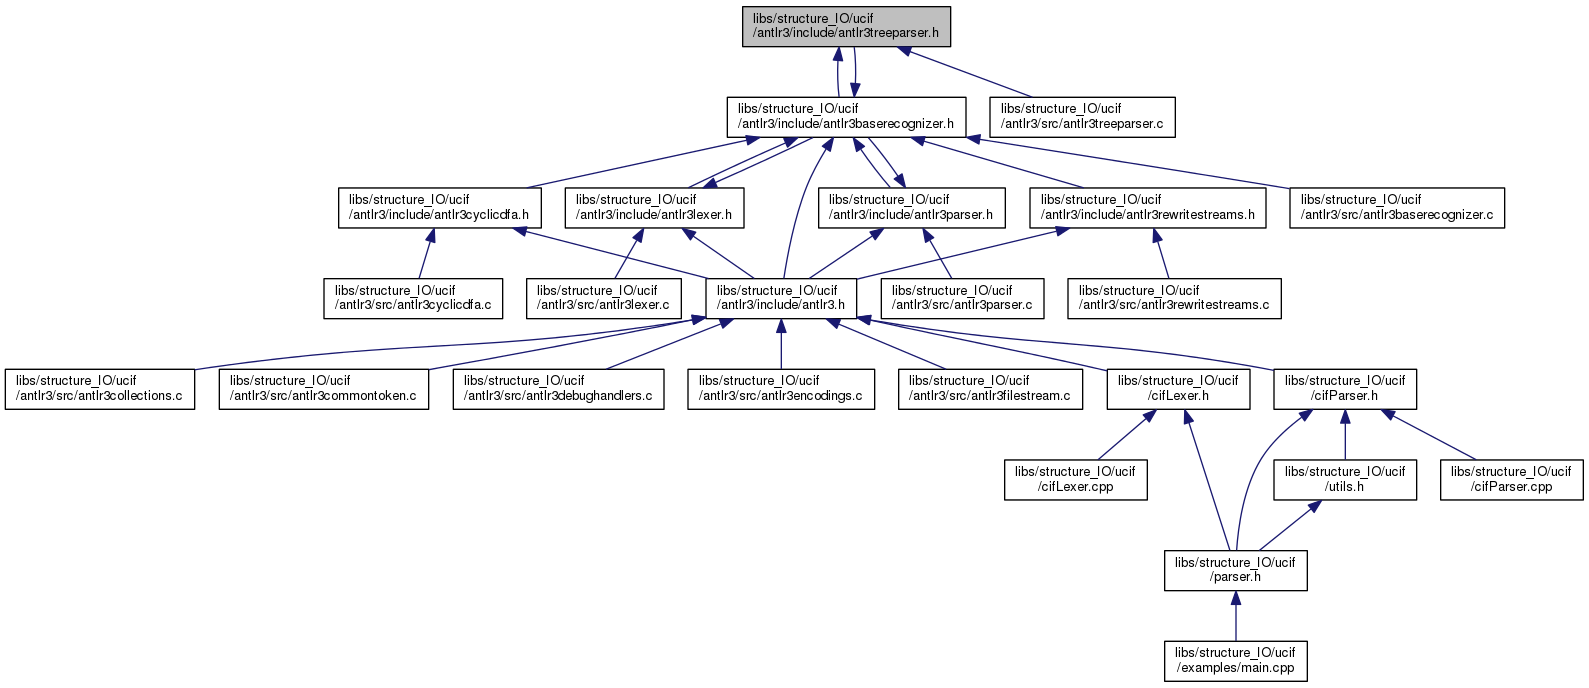 libs/structure_IO/ucif
/antlr3/include/antlr3treeparser.h
libs/structure_IO/ucif
/antlr3/include/antlr3baserecognizer.h
libs/structure_IO/ucif
/antlr3/src/antlr3treeparser.c
libs/structure_IO/ucif
/antlr3/include/antlr3cyclicdfa.h
libs/structure_IO/ucif
/antlr3/include/antlr3lexer.h
libs/structure_IO/ucif
/antlr3/include/antlr3parser.h
libs/structure_IO/ucif
/antlr3/include/antlr3rewritestreams.h
libs/structure_IO/ucif
/antlr3/src/antlr3baserecognizer.c
libs/structure_IO/ucif
/antlr3/src/antlr3cyclicdfa.c
libs/structure_IO/ucif
/antlr3/src/antlr3lexer.c
libs/structure_IO/ucif
/antlr3/include/antlr3.h
libs/structure_IO/ucif
/antlr3/src/antlr3parser.c
libs/structure_IO/ucif
/antlr3/src/antlr3rewritestreams.c
libs/structure_IO/ucif
/antlr3/src/antlr3collections.c
libs/structure_IO/ucif
/antlr3/src/antlr3commontoken.c
libs/structure_IO/ucif
/antlr3/src/antlr3debughandlers.c
libs/structure_IO/ucif
/antlr3/src/antlr3encodings.c
libs/structure_IO/ucif
/antlr3/src/antlr3filestream.c
libs/structure_IO/ucif
/cifLexer.h
libs/structure_IO/ucif
/cifParser.h
libs/structure_IO/ucif
/cifLexer.cpp
libs/structure_IO/ucif
/utils.h
libs/structure_IO/ucif
/cifParser.cpp
libs/structure_IO/ucif
/parser.h
libs/structure_IO/ucif
/examples/main.cpp